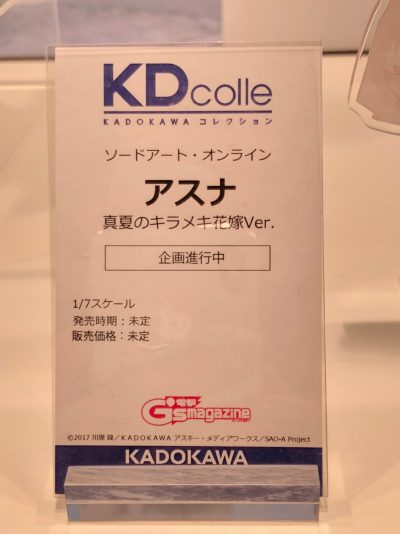 KDcolle
KADOKAWA コレクション
ソードアート・オンライン
アスナ
真夏のキラメキ花嫁Ver.
企画進行中
1/7スケール
発売時期：未定
販売価格：未定
電撃
G'smagazine
©2017 川原 礫／KADOKAWA アスキー・メディアワークス／SAO-A Project
KADOKAWA